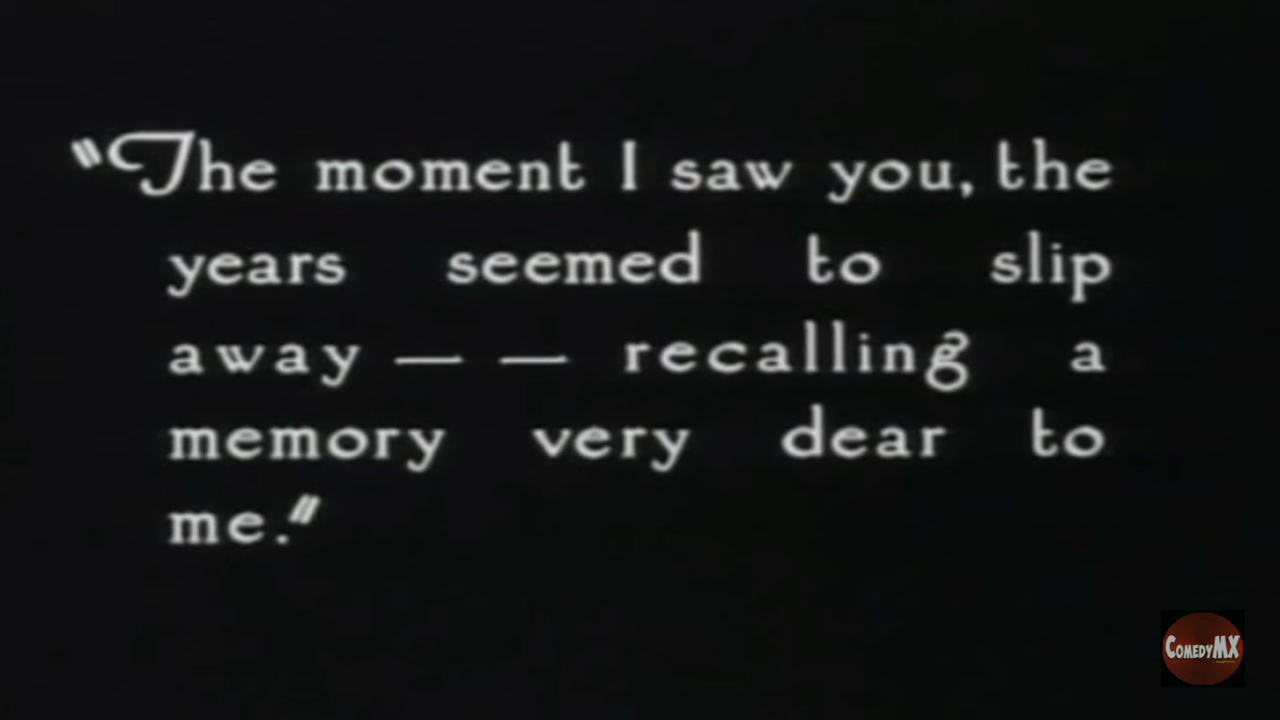 "The moment I saw you, the
years seemed to slip
away — — recalling a
memory very dear to
me."
COMEDYMX